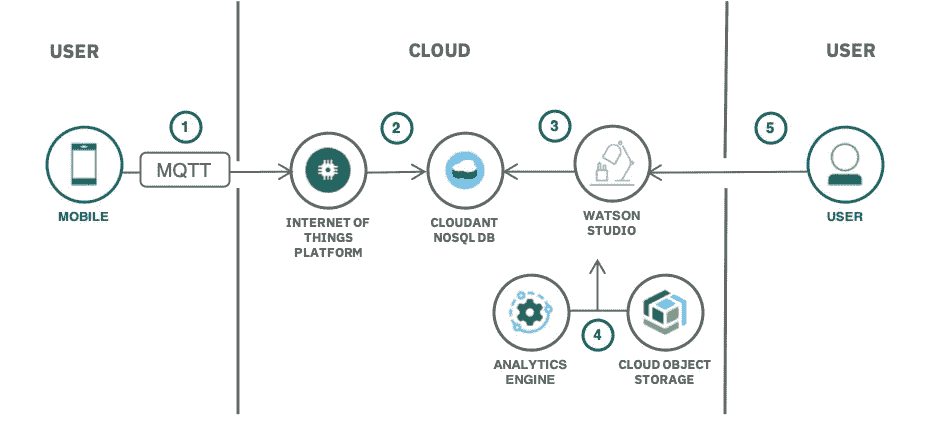 USER
CLOUD
USER
1
2
3
5
MQTT
MOBILE
INTERNET OF
THINGS
PLATFORM
CLOUDANT
NOSQL DB
WATSON
STUDIO
USER
4
ANALYTICS
ENGINE
CLOUD OBJECT
STORAGE